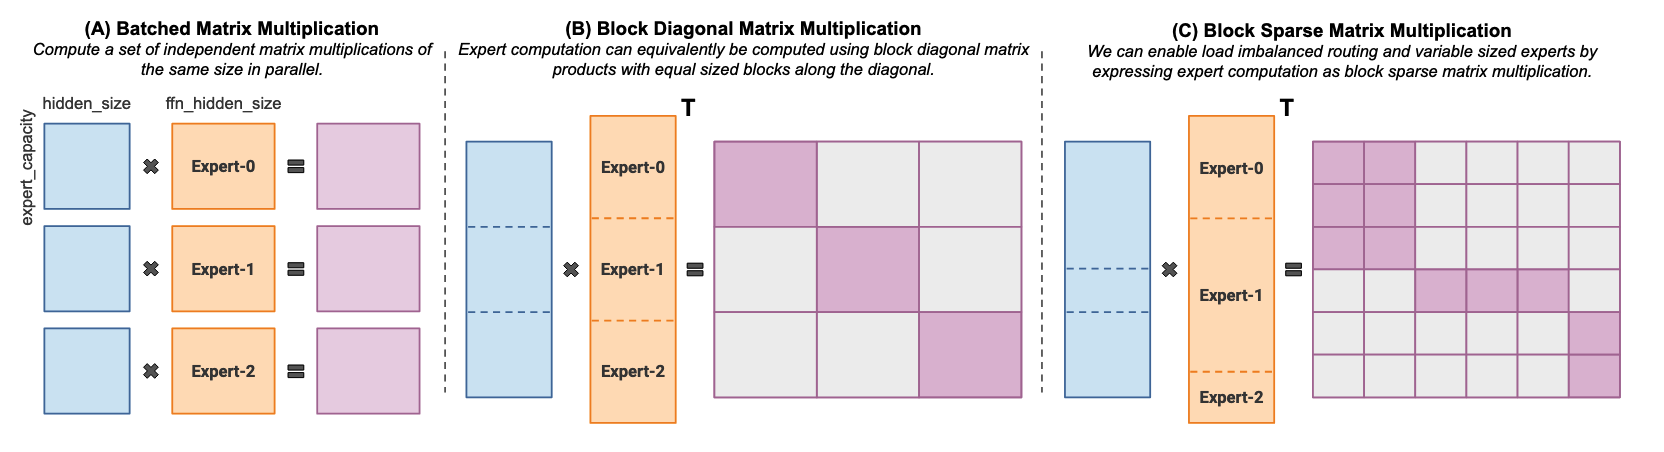 (A) Batched Matrix Multiplication
Compute a set of independent matrix multiplications of
the same size in parallel.
hidden_size
ffn_hidden_size
expert_capacity
Expert-0
Expert-1
Expert-2
(B) Block Diagonal Matrix Multiplication
Expert computation can equivalently be computed using block diagonal matrix
products with equal sized blocks along the diagonal.
T
Expert-0
Expert-1
Expert-2
(C) Block Sparse Matrix Multiplication
We can enable load imbalanced routing and variable sized experts by
expressing expert computation as block sparse matrix multiplication.
T
Expert-0
Expert-1
Expert-2